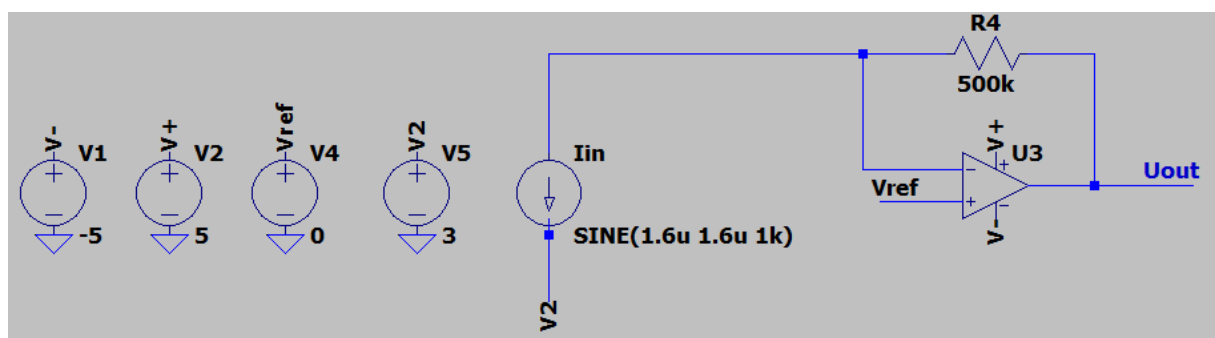 R4
500k
V-
V1
-5
V+
V2
5
Vref
V4
0
V2
V5
3
Iin
SINE(1.6u 1.6u 1k)
V2
V+
U3
Vref
V-
Uout